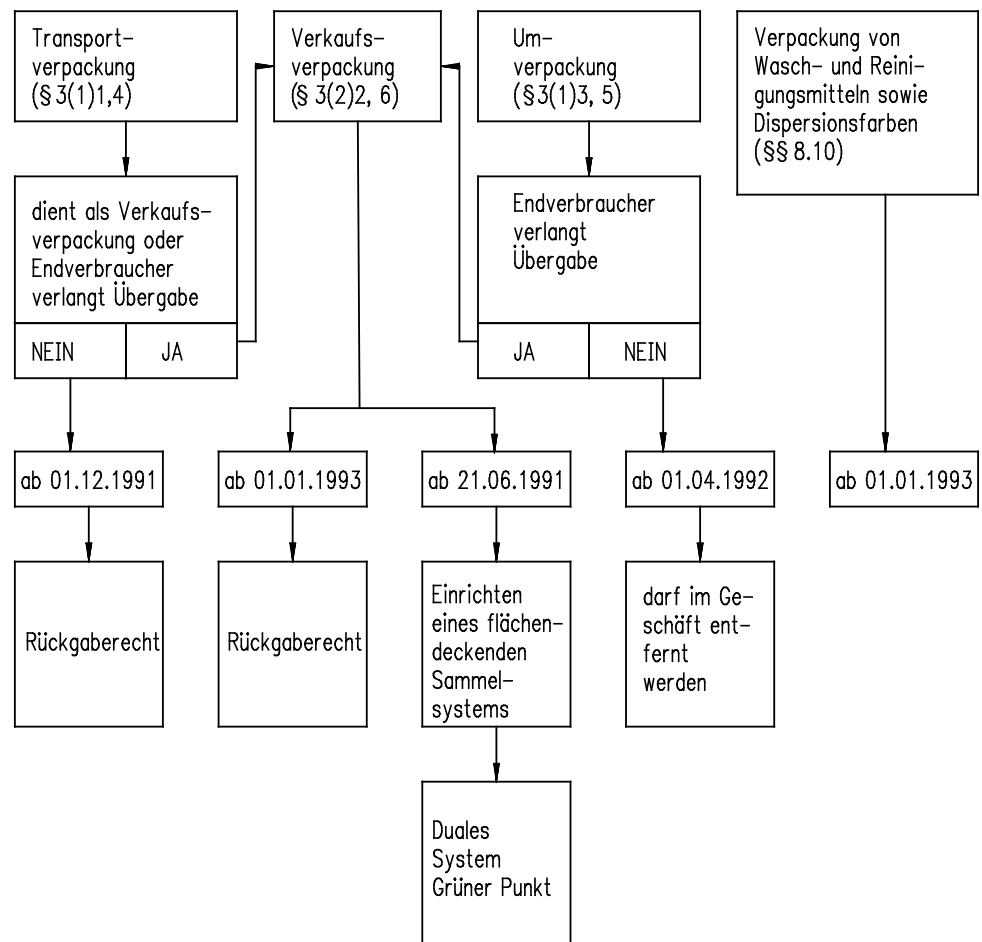 Transport-
verpackung
(§ 3(1)1,4)
Verkaufs-
verpackung
(§ 3(2)2, 6)
Um-
verpackung
(§3(1)3, 5)
Verpackung von
Wasch- und Reini-
gungsmitteln sowie
Dispersionsfarben
(§§ 8.10)
dient als Verkaufs-
verpackung oder
Endverbraucher
verlangt Übergabe
NEIN
JA
Endverbraucher
verlangt
Übergabe
JA
NEIN
ab 01.12.1991
ab 01.01.1993
ab 21.06.1991
ab 01.04.1992
ab 01.01.1993
Rückgaberecht
Rückgaberecht
Einrichten
eines flächen-
deckenden
Sammel-
systems
darf im Ge-
schäft ent-
fernt
werden
Duales
System
Grüner Punkt